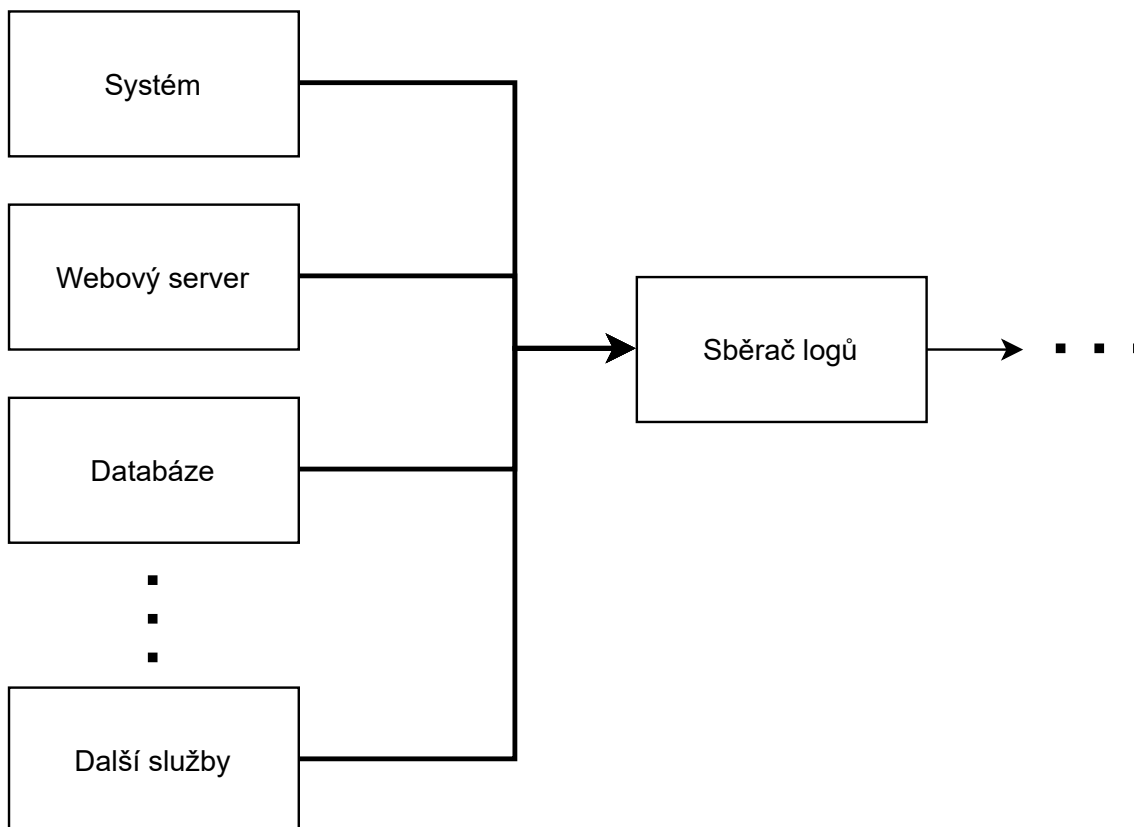 Systém
Webový server
Sběrač logů
Databáze
Další služby